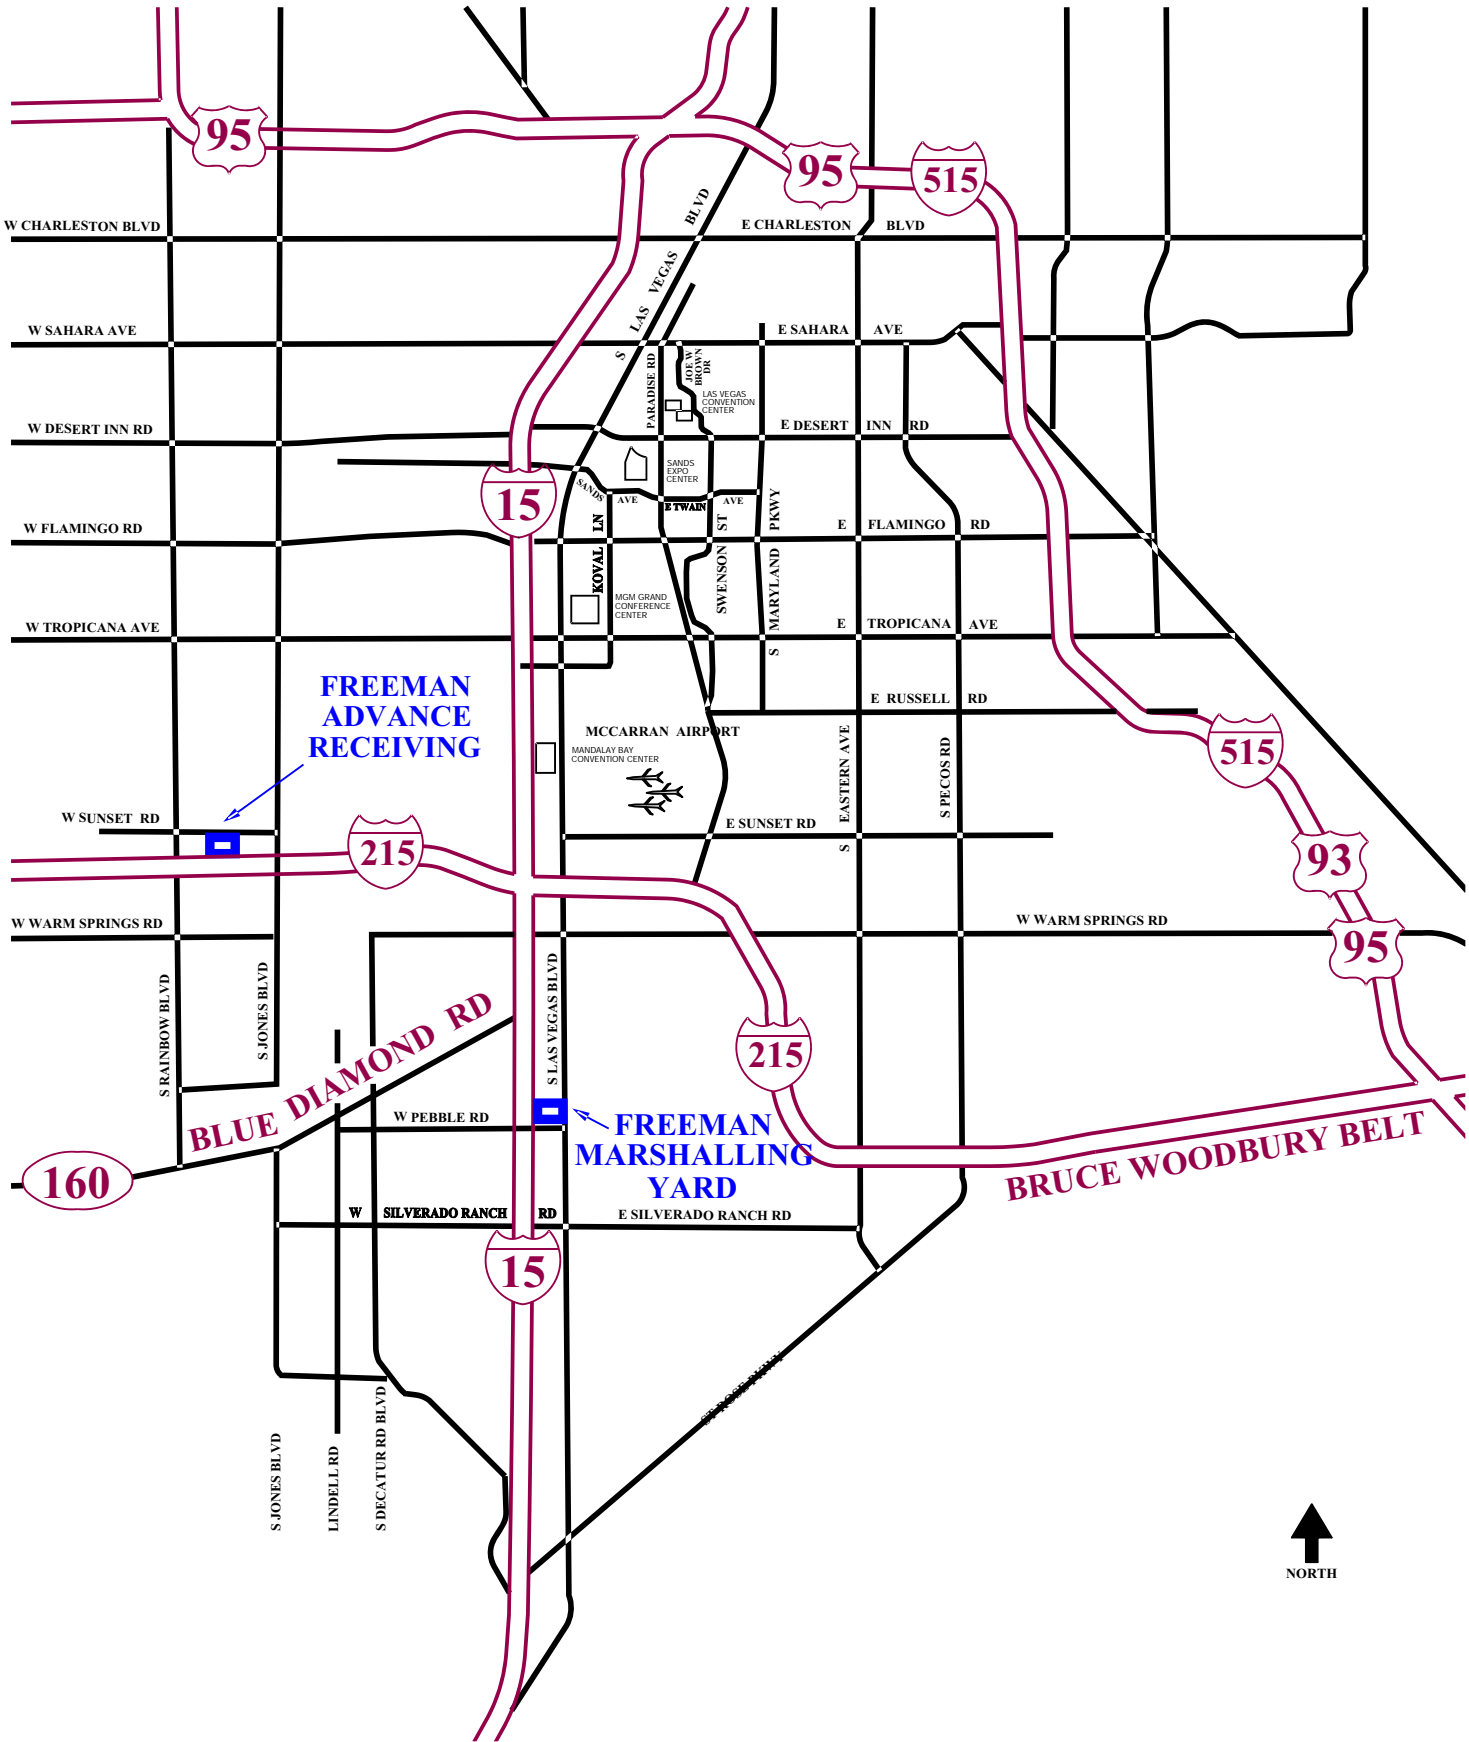 95
95
515
W CHARLESTON BLVD
E CHARLESTON BLVD
S LAS VEGAS BLVD
W SAHARA AVE
E SAHARA AVE
PARADISE RD
JOE W
BROWN
DR
LAS VEGAS
CONVENTION
CENTER
W DESERT INN RD
E DESERT INN RD
SANDS
EXPO
CENTER
15
SANDS AVE
E TWAIN AVE
W FLAMINGO RD
E FLAMINGO RD
KOVAL LN
SWENSON ST
S MARYLAND PKWY
MGM GRAND
CONFERENCE
CENTER
W TROPICANA AVE
E TROPICANA AVE
FREEMAN
ADVANCE
RECEIVING
E RUSSELL RD
MCCARRAN AIRPORT
MANDALAY BAY
CONVENTION CENTER
515
S EASTERN AVE
S PECOS RD
W SUNSET RD
E SUNSET RD
215
93
W WARM SPRINGS RD
W WARM SPRINGS RD
95
S RAINBOW BLVD
S JONES BLVD
S LAS VEGAS BLVD
BLUE DIAMOND RD
215
W PEBBLE RD
FREEMAN
MARSHALLING
YARD
BRUCE WOODBURY BELT
160
W SILVERADO RANCH RD
E SILVERADO RANCH RD
15
ST ROSE PKWY
S JONES BLVD
LINDELL RD
S DECATUR RD BLVD
NORTH